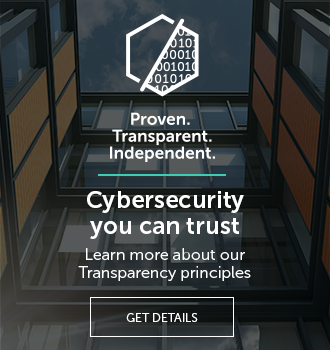 Proven.
Transparent.
Independent.
Cybersecurity
you can trust
Learn more about our
Transparency principles
GET DETAILS